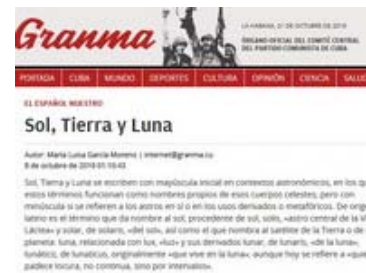 Granma
LA HABANA, 21 DE OCTUBRE DE 2019
ÓRGANO OFICIAL DEL COMITÉ CENTRAL
DEL PARTIDO COMUNISTA DE CUBA
PORTADA CUBA MUNDO DEPORTES CULTURA OPINIÓN CIENCIA SALUD
EL ESPAÑOL NUESTRO
Sol, Tierra y Luna
Autor: María Luisa García Moreno | internet@granma.cu
8 de octubre de 2019 01:10:43
Sol, Tierra y Luna se escriben con mayúscula inicial en contextos astronómicos, en los qu
estos términos funcionan como nombres propios de esos cuerpos celestes; pero con
minúscula si se refieren a los astros en sí o en los usos derivados o metafóricos. De orige
latino es el término que da nombre al sol, procedente de sol, solis, «astro central de la Ví
Láctea» y solar, de solaris, «del sol», así como el que nombra al satélite de la Tierra o de
planeta: luna, relacionada con lux, «luz» y sus derivados lunar, de lunaris, «de la luna»;
lunático, de lunaticus, originalmente «que vive en la luna», aunque hoy se refiere a «que
padece locura, no continua, sino por intervalos».